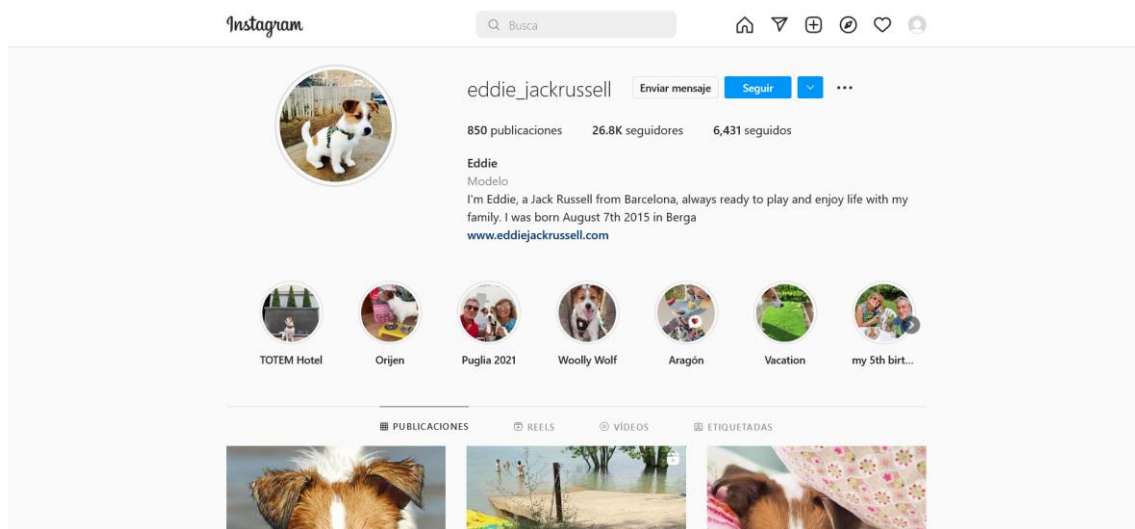 Instagram
Busca
eddie_jackrussell Enviar mensaje Seguir
850 publicaciones 26.8K seguidores 6,431 seguidos
Eddie
Modelo
I'm Eddie, a Jack Russell from Barcelona, always ready to play and enjoy life with my
family. I was born August 7th 2015 in Berga
www.eddiejackrussell.com
TOTEM Hotel Orijen Puglia 2021 Woolly Wolf Aragón Vacation my 5th birt...
PUBLICACIONES REELS VÍDEOS ETIQUETADAS